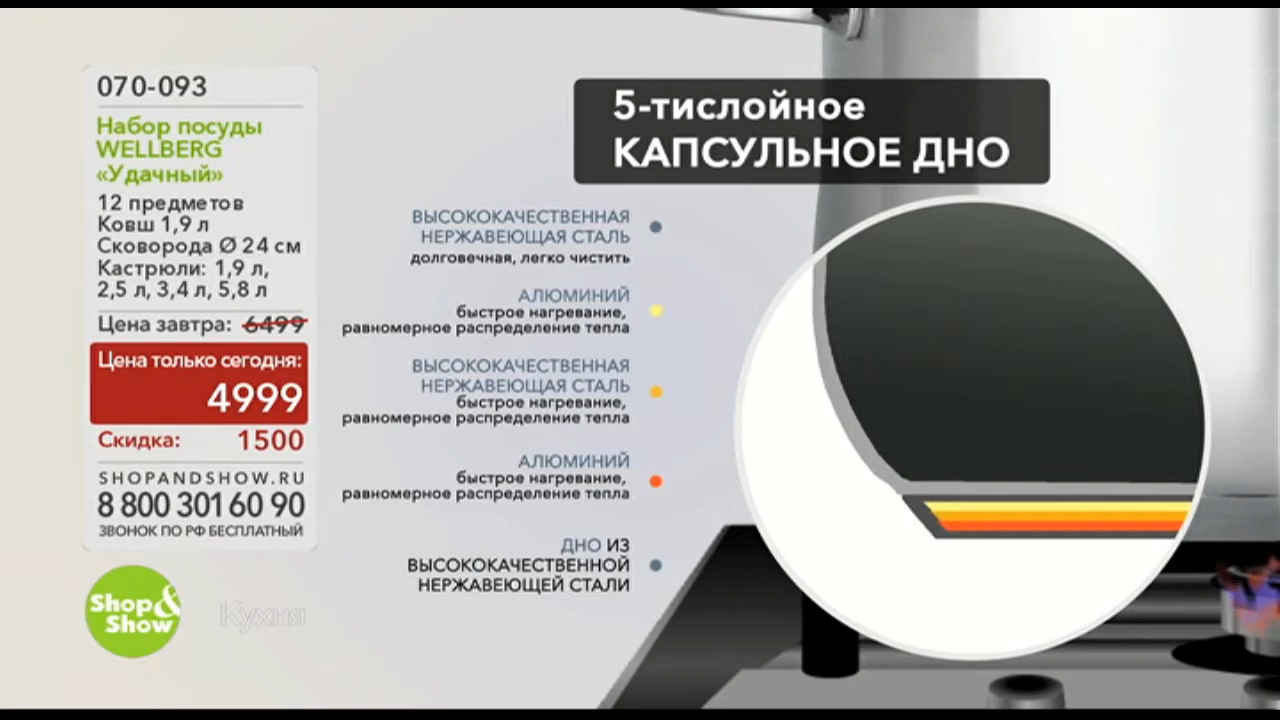 070-093
Набор посуды
WELLBERG
«Удачный»
12 предметов
Ковш 1,9 л
Сковорода Ø 24 см
Кастрюли: 1,9 л,
2,5 л, 3,4 л, 5,8 л
Цена завтра: 6499
Цена только сегодня:
4999
Скидка: 1500
SHOPANDSHOW.RU
8 800 301 60 90
ЗВОНОК ПО РФ БЕСПЛАТНЫЙ
Shop&
Show
Кухня
5-тислойное
КАПСУЛЬНОЕ ДНО
ВЫСОКОКАЧЕСТВЕННАЯ
НЕРЖАВЕЮЩАЯ СТАЛЬ
долговечная, легко чистить
АЛЮМИНИЙ
быстрое нагревание,
равномерное распределение тепла
ВЫСОКОКАЧЕСТВЕННАЯ
НЕРЖАВЕЮЩАЯ СТАЛЬ
быстрое нагревание,
равномерное распределение тепла
АЛЮМИНИЙ
быстрое нагревание,
равномерное распределение тепла
ДНО ИЗ
ВЫСОКОКАЧЕСТВЕННОЙ
НЕРЖАВЕЮЩЕЙ СТАЛИ